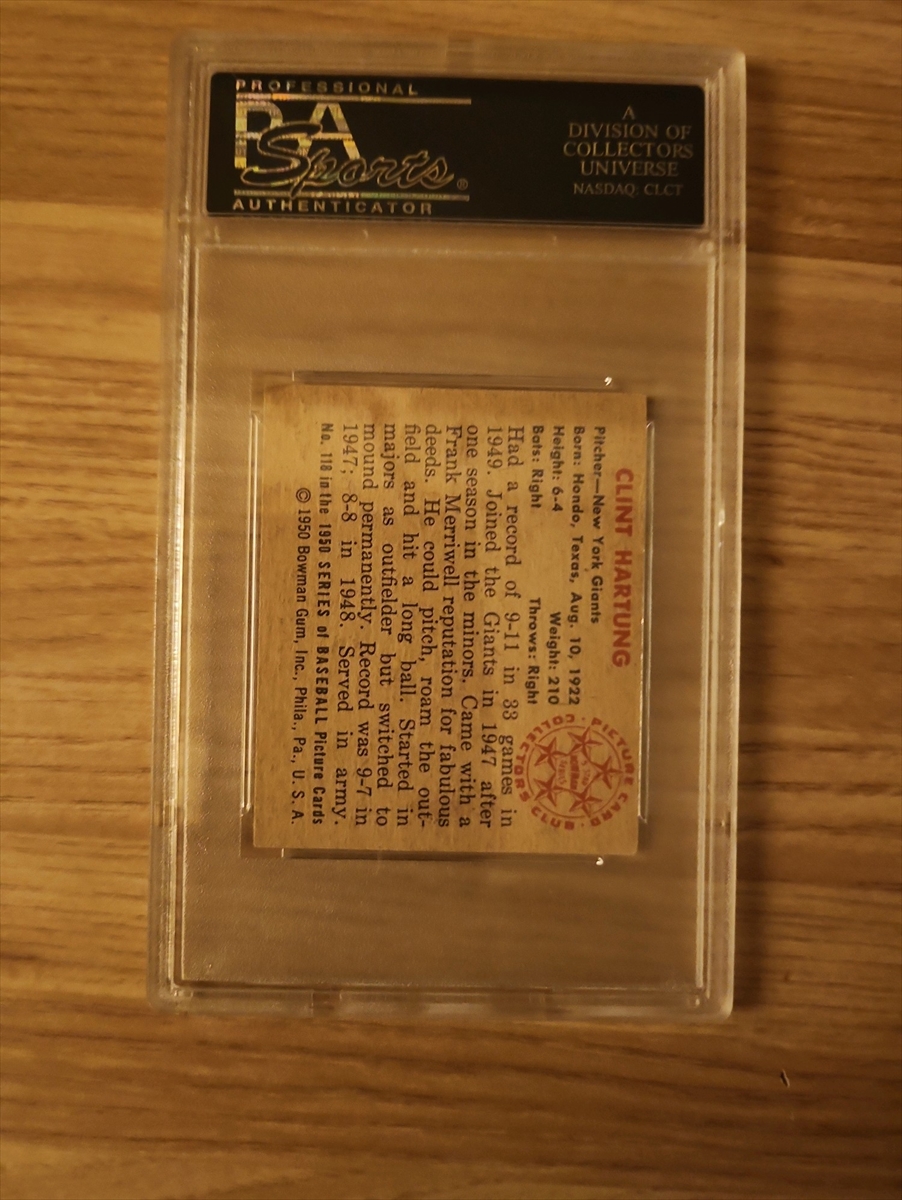 PROFESSIONAL
PSA
Sports®
AUTHENTICATOR
A
DIVISION OF
COLLECTORS
UNIVERSE
NASDAQ: CLCT
CLINT HARTUNG
Pitcher—New York Giants
Born: Hondo, Texas, Aug. 10, 1922
Height: 6-4 Weight: 210
Bats: Right Throws: Right
Had a record of 9-11 in 33 games in
1949. Joined the Giants in 1947 after
one season in the minors. Came with a
Frank Merriwell reputation for fabulous
deeds. He could pitch, roam the out-
field and hit a long ball. Started in
majors as outfielder but switched to
mound permanently. Record was 9-7 in
1947; 8-8 in 1948. Served in army.
No. 118 in the 1950 SERIES of BASEBALL Picture Cards
© 1950 Bowman Gum, Inc., Phila., Pa., U. S. A.
PICTURE CARD
COLLECTORS CLUB